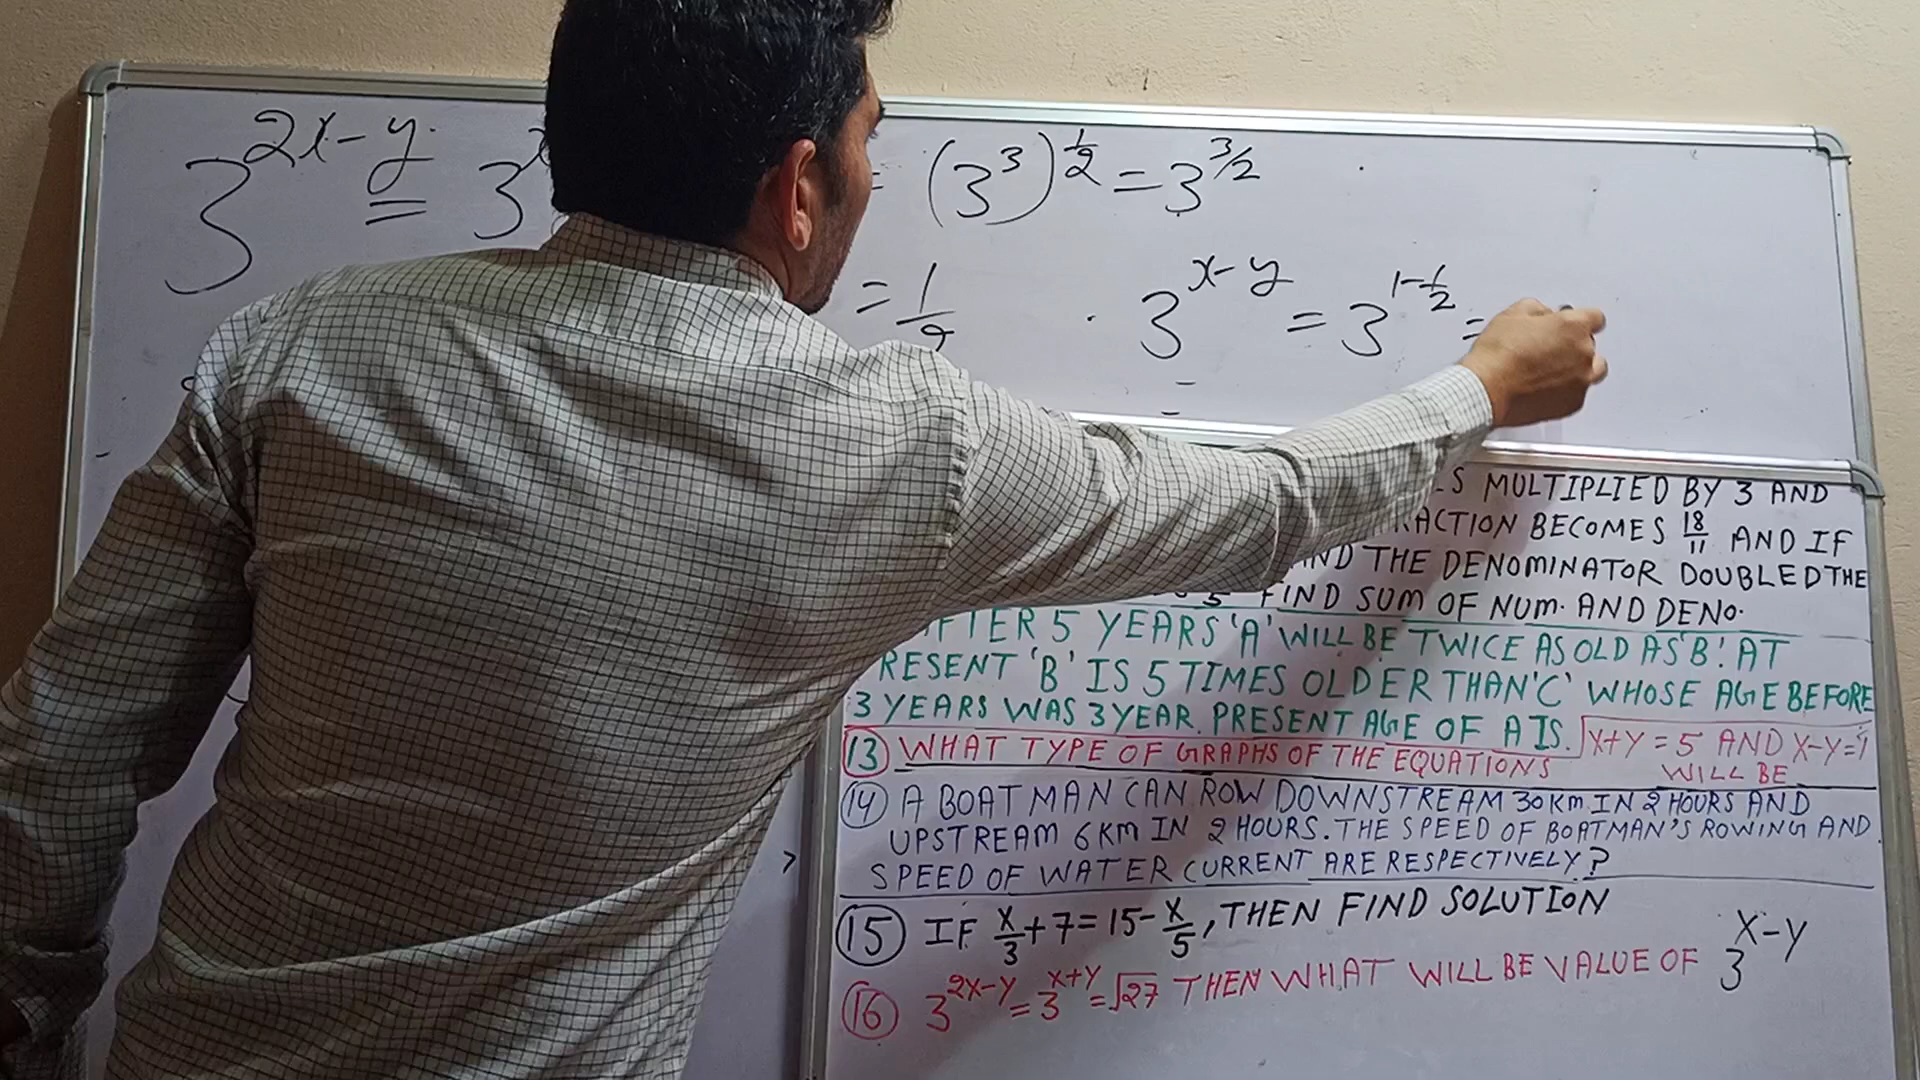 3^{2x-y} = 3 = (3^3)^{1/2} = 3^{3/2}
= 1/2 . 3^{x-y} = 3^{1-1/2} =
MULTIPLIED BY 3 AND
BECOMES 18/11 AND IF
THE DENOMINATOR DOUBLED THE
FIND SUM OF NUM. AND DENO.
5 YEARS 'A' WILL BE TWICE AS OLD AS 'B'. AT
'B' IS 5 TIMES OLDER THAN 'C' WHOSE AGE BEFORE
3 YEARS WAS 3 YEAR. PRESENT AGE OF A IS.
13 WHAT TYPE OF GRAPHS OF THE EQUATIONS X+Y=5 AND X-Y=1
WILL BE
14 A BOAT MAN CAN ROW DOWNSTREAM 30 Km IN 2 HOURS AND
UPSTREAM 6 Km IN 2 HOURS. THE SPEED OF BOATMAN'S ROWING AND
SPEED OF WATER CURRENT ARE RESPECTIVELY?
15 IF x/3 + 7 = 15 - x/5, THEN FIND SOLUTION
16 3^{2X-Y} = 3^{X+Y} = √27 THEN WHAT WILL BE VALUE OF 3^{X-Y}